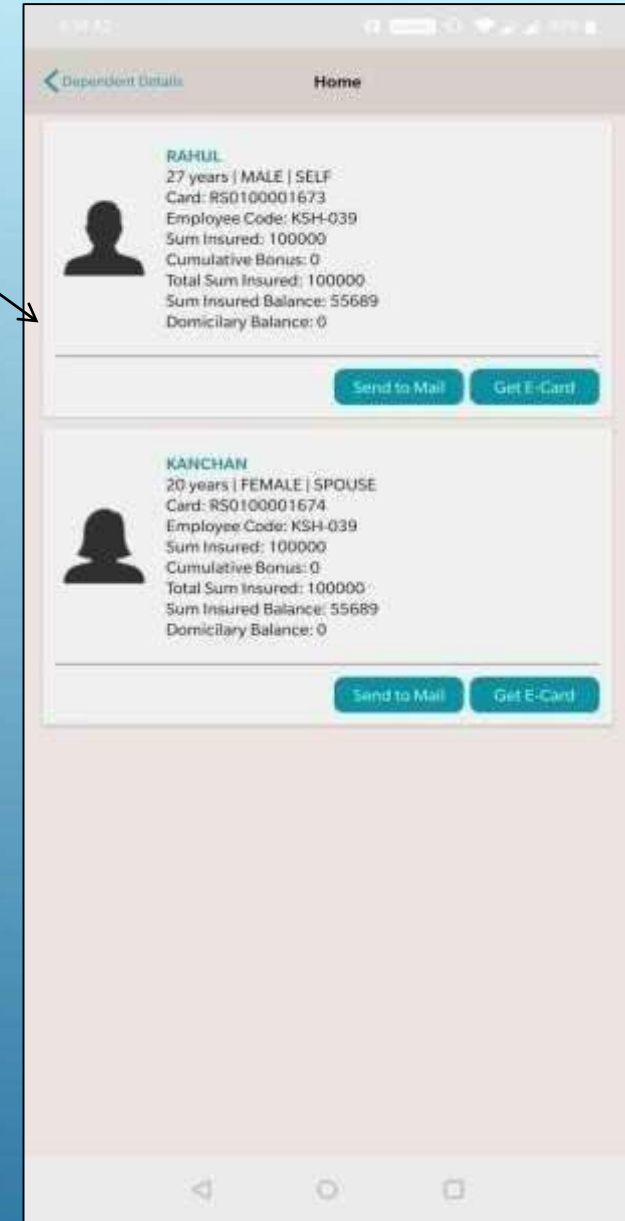 Dependent Details
Home
RAHUL
27 years | MALE | SELF
Card: RS0100001673
Employee Code: KSH-039
Sum Insured: 100000
Cumulative Bonus: 0
Total Sum Insured: 100000
Sum Insured Balance: 55689
Domicilary Balance: 0
Send to Mail
Get E-Card
KANCHAN
20 years | FEMALE | SPOUSE
Card: RS0100001674
Employee Code: KSH-039
Sum Insured: 100000
Cumulative Bonus: 0
Total Sum Insured: 100000
Sum Insured Balance: 55689
Domicilary Balance: 0
Send to Mail
Get E-Card